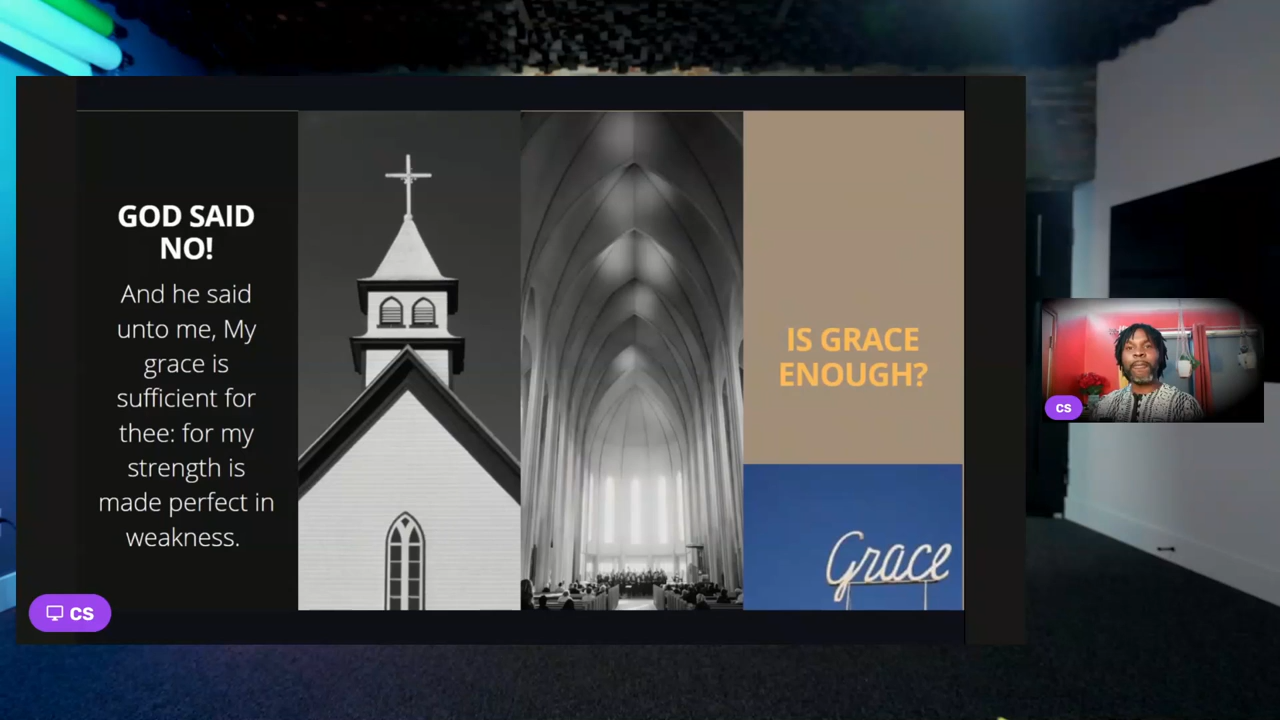 GOD SAID
NO!
And he said
unto me, My
grace is
sufficient for
thee: for my
strength is
made perfect in
weakness.
IS GRACE
ENOUGH?
Grace
CS
CS